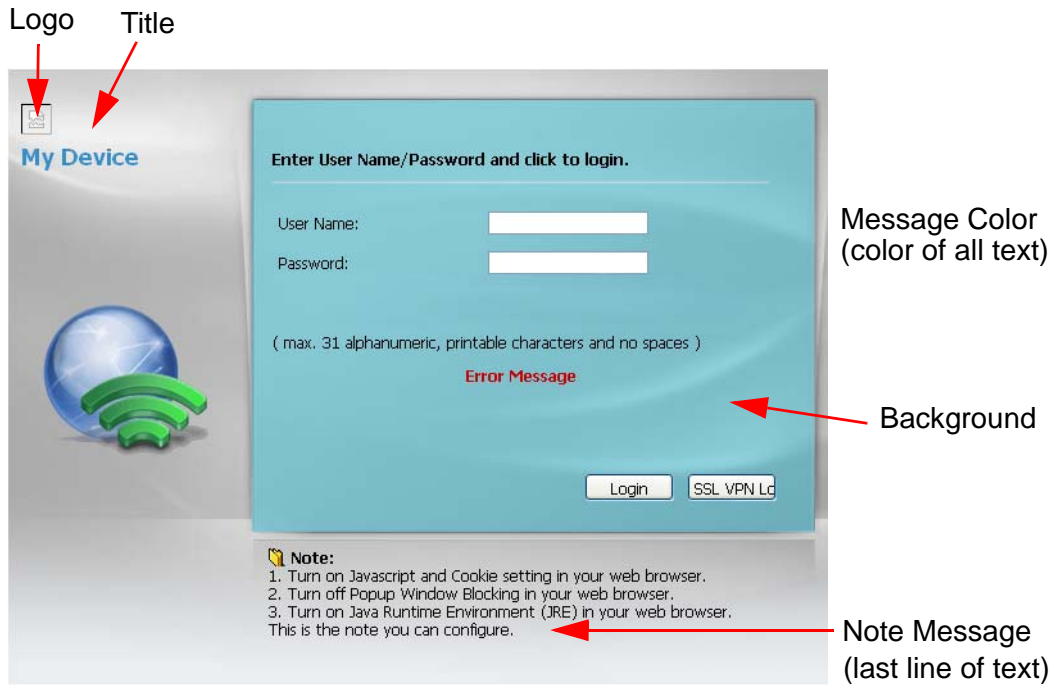 Logo
Title
My Device
Enter User Name/Password and click to login.
User Name:
Password:
( max. 31 alphanumeric, printable characters and no spaces )
Error Message
Login
SSL VPN Lo
Message Color
(color of all text)
Background
Note:
1. Turn on Javascript and Cookie setting in your web browser.
2. Turn off Popup Window Blocking in your web browser.
3. Turn on Java Runtime Environment (JRE) in your web browser.
This is the note you can configure.
Note Message
(last line of text)